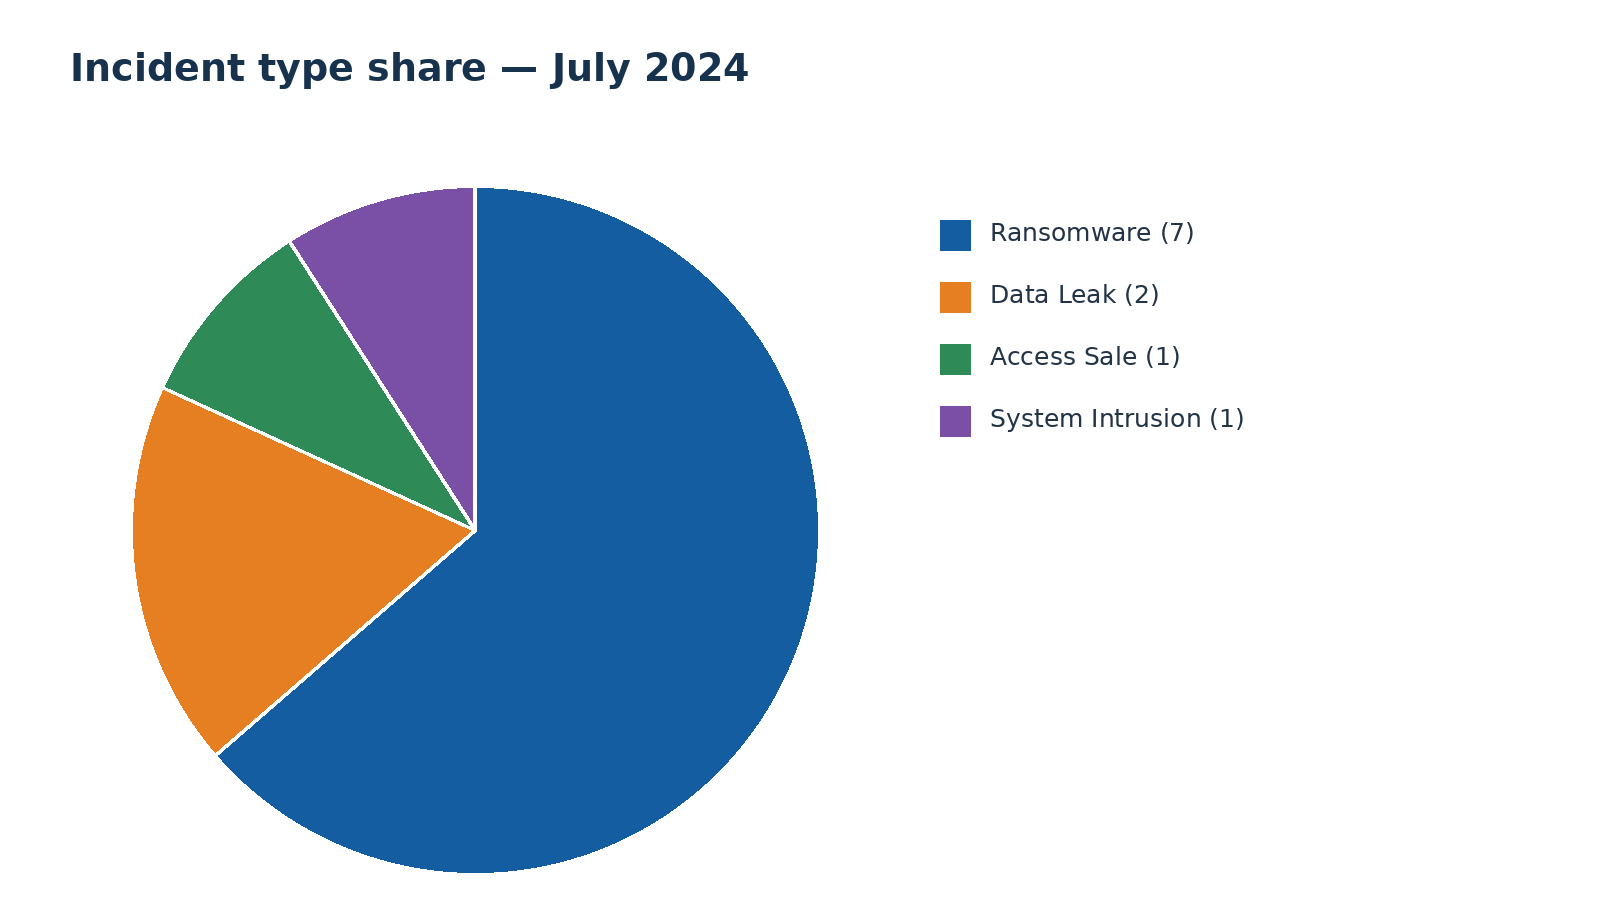 Incident type share — July 2024
Ransomware (7)
Data Leak (2)
Access Sale (1)
System Intrusion (1)